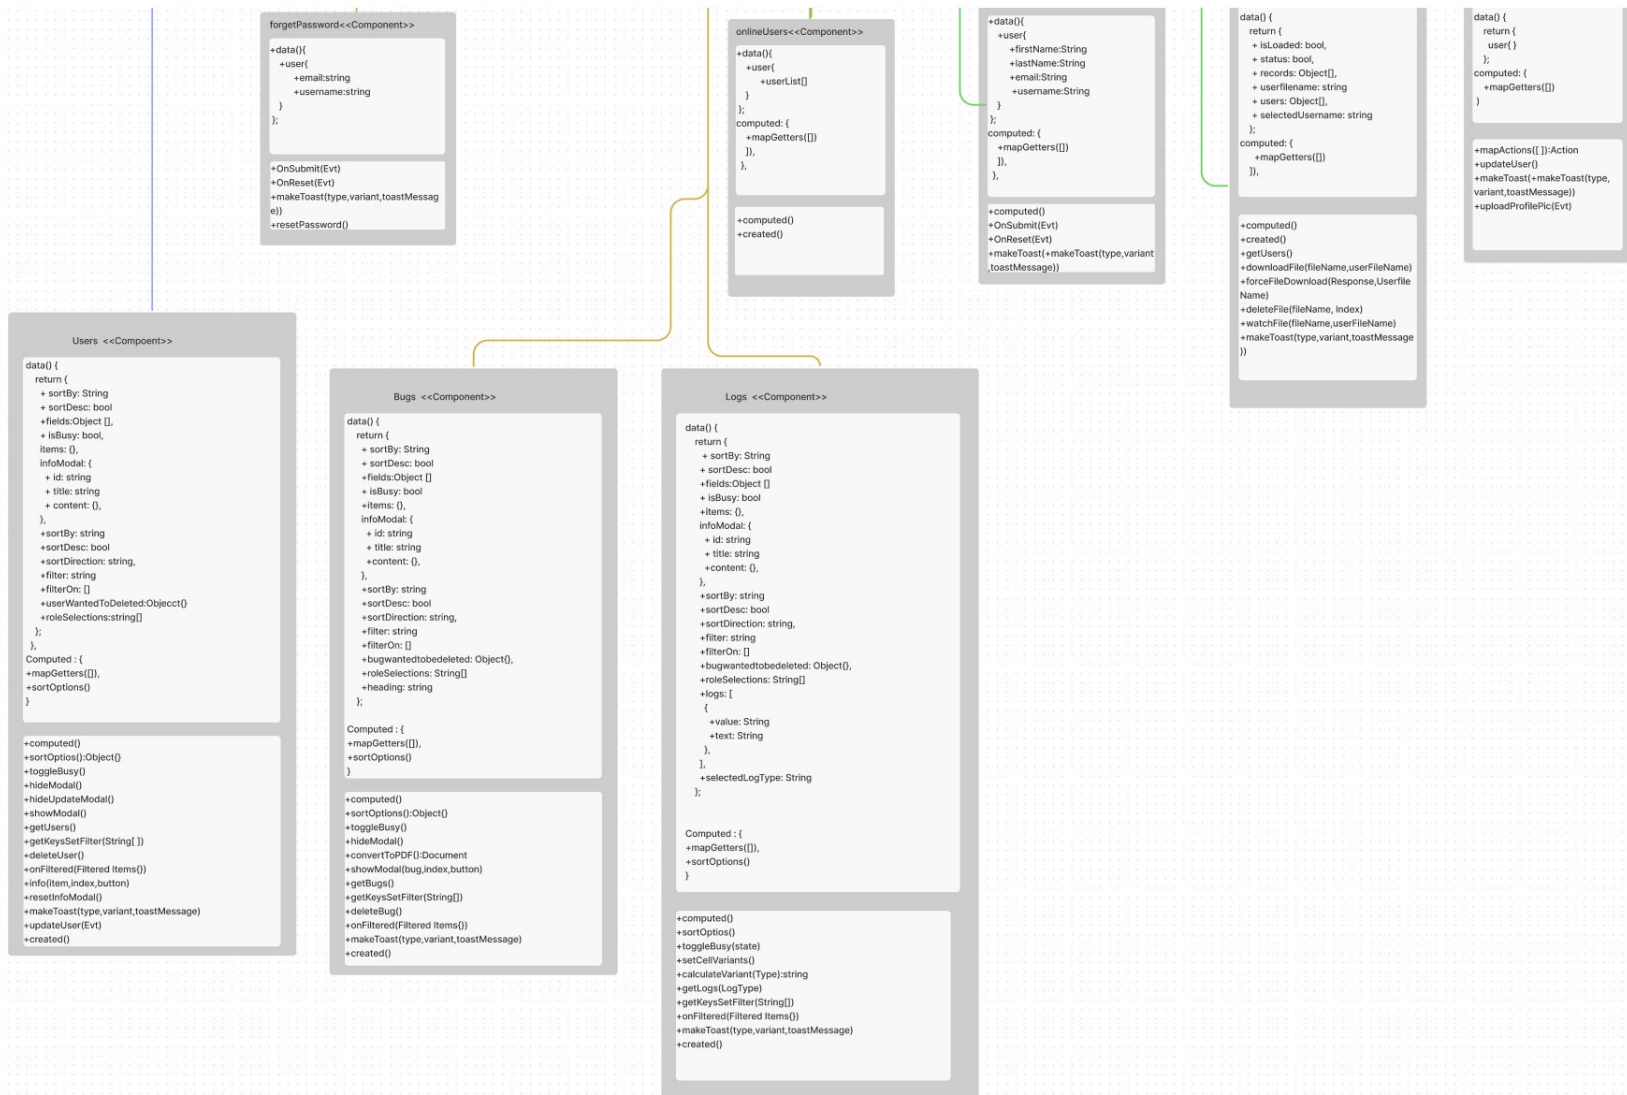 forgetPassword<<Component>>
+data(){
+user{
+email:string
+username:string
}
};
+OnSubmit(Evt)
+OnReset(Evt)
+makeToast(type,variant,toastMessag
e))
+resetPassword()
onlineUsers<<Component>>
+data(){
+user{
+userList[]
}
};
computed: {
+mapGetters([])
]),
},
+computed()
+created()
+data(){
+user{
+firstName:String
+lastName:String
+email:String
+username:String
}
};
computed: {
+mapGetters([])
]),
},
+computed()
+OnSubmit(Evt)
+OnReset(Evt)
+makeToast(+makeToast(type,variant
,toastMessage))
data() {
return {
+ isLoaded: bool,
+ status: bool,
+ records: Object[],
+ userfilename: string
+ users: Object[],
+ selectedUsername: string
};
computed: {
+mapGetters([])
]),
+computed()
+created()
+getUsers()
+downloadFile(fileName,userFileName)
+forceFileDownload(Response,Userfile
Name)
+deleteFile(fileName, Index)
+watchFile(fileName,userFileName)
+makeToast(type,variant,toastMessage
))
data() {
return {
user{ }
};
computed: {
+mapGetters([])
)
+mapActions([ ]):Action
+updateUser()
+makeToast(+makeToast(type,
variant,toastMessage))
+uploadProfilePic(Evt)
Users <<Compoent>>
data() {
return {
+ sortBy: String
+ sortDesc: bool
+fields:Object [],
+ isBusy: bool,
items: {},
infoModal: {
+ id: string
+ title: string
+ content: {},
},
+sortBy: string
+sortDesc: bool
+sortDirection: string,
+filter: string
+filterOn: []
+userWantedToDeleted:Objecct{}
+roleSelections:string[]
};
},
Computed : {
+mapGetters([]),
+sortOptions()
}
+computed()
+sortOptios():Object{}
+toggleBusy()
+hideModal()
+hideUpdateModal()
+showModal()
+getUsers()
+getKeysSetFilter(String[ ])
+deleteUser()
+onFiltered(Filtered Items{})
+info(item,index,button)
+resetInfoModal()
+makeToast(type,variant,toastMessage)
+updateUser(Evt)
+created()
Bugs <<Component>>
data() {
return {
+ sortBy: String
+ sortDesc: bool
+fields:Object []
+ isBusy: bool
+items: {},
infoModal: {
+ id: string
+ title: string
+content: {},
},
+sortBy: string
+sortDesc: bool
+sortDirection: string,
+filter: string
+filterOn: []
+bugwantedtobedeleted: Object{},
+roleSelections: String[]
+heading: string
};
Computed : {
+mapGetters([]),
+sortOptions()
}
+computed()
+sortOptions():Object{}
+toggleBusy()
+hideModal()
+convertToPDF():Document
+showModal(bug,index,button)
+getBugs()
+getKeysSetFilter(String[])
+deleteBug()
+onFiltered(Filtered Items{})
+makeToast(type,variant,toastMessage)
+created()
Logs <<Component>>
data() {
return {
+ sortBy: String
+ sortDesc: bool
+fields:Object []
+ isBusy: bool
+items: {},
infoModal: {
+ id: string
+ title: string
+content: {},
},
+sortBy: string
+sortDesc: bool
+sortDirection: string,
+filter: string
+filterOn: []
+bugwantedtobedeleted: Object{},
+roleSelections: String[]
+logs: [
{
+value: String
+text: String
},
],
+selectedLogType: String
};
Computed : {
+mapGetters([]),
+sortOptions()
}
+computed()
+sortOptios()
+toggleBusy(state)
+setCellVariants()
+calculateVariant(Type):string
+getLogs(LogType)
+getKeysSetFilter(String[])
+onFiltered(Filtered Items{})
+makeToast(type,variant,toastMessage)
+created()